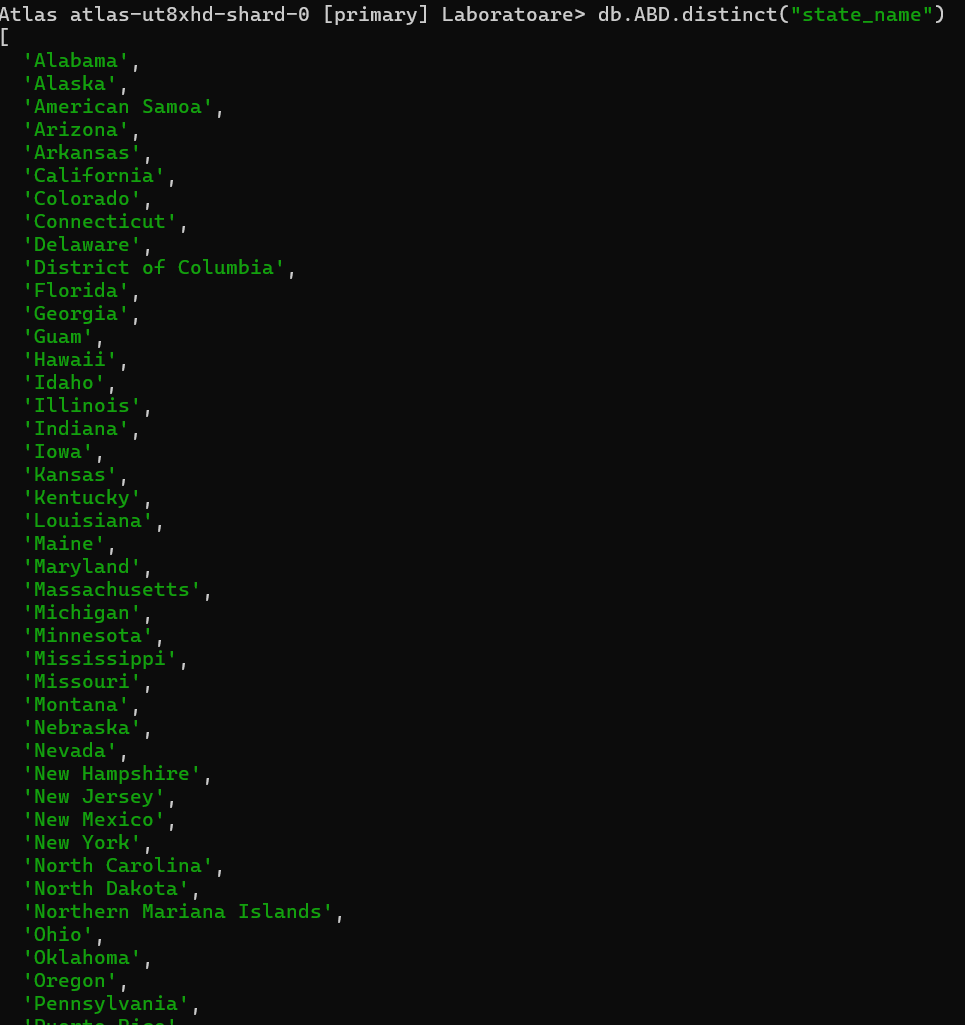 Atlas atlas-ut8xhd-shard-0 [primary] Laboratoare> db.ABD.distinct("state_name")
[
  'Alabama',
  'Alaska',
  'American Samoa',
  'Arizona',
  'Arkansas',
  'California',
  'Colorado',
  'Connecticut',
  'Delaware',
  'District of Columbia',
  'Florida',
  'Georgia',
  'Guam',
  'Hawaii',
  'Idaho',
  'Illinois',
  'Indiana',
  'Iowa',
  'Kansas',
  'Kentucky',
  'Louisiana',
  'Maine',
  'Maryland',
  'Massachusetts',
  'Michigan',
  'Minnesota',
  'Mississippi',
  'Missouri',
  'Montana',
  'Nebraska',
  'Nevada',
  'New Hampshire',
  'New Jersey',
  'New Mexico',
  'New York',
  'North Carolina',
  'North Dakota',
  'Northern Mariana Islands',
  'Ohio',
  'Oklahoma',
  'Oregon',
  'Pennsylvania',
  'Puerto Rico'